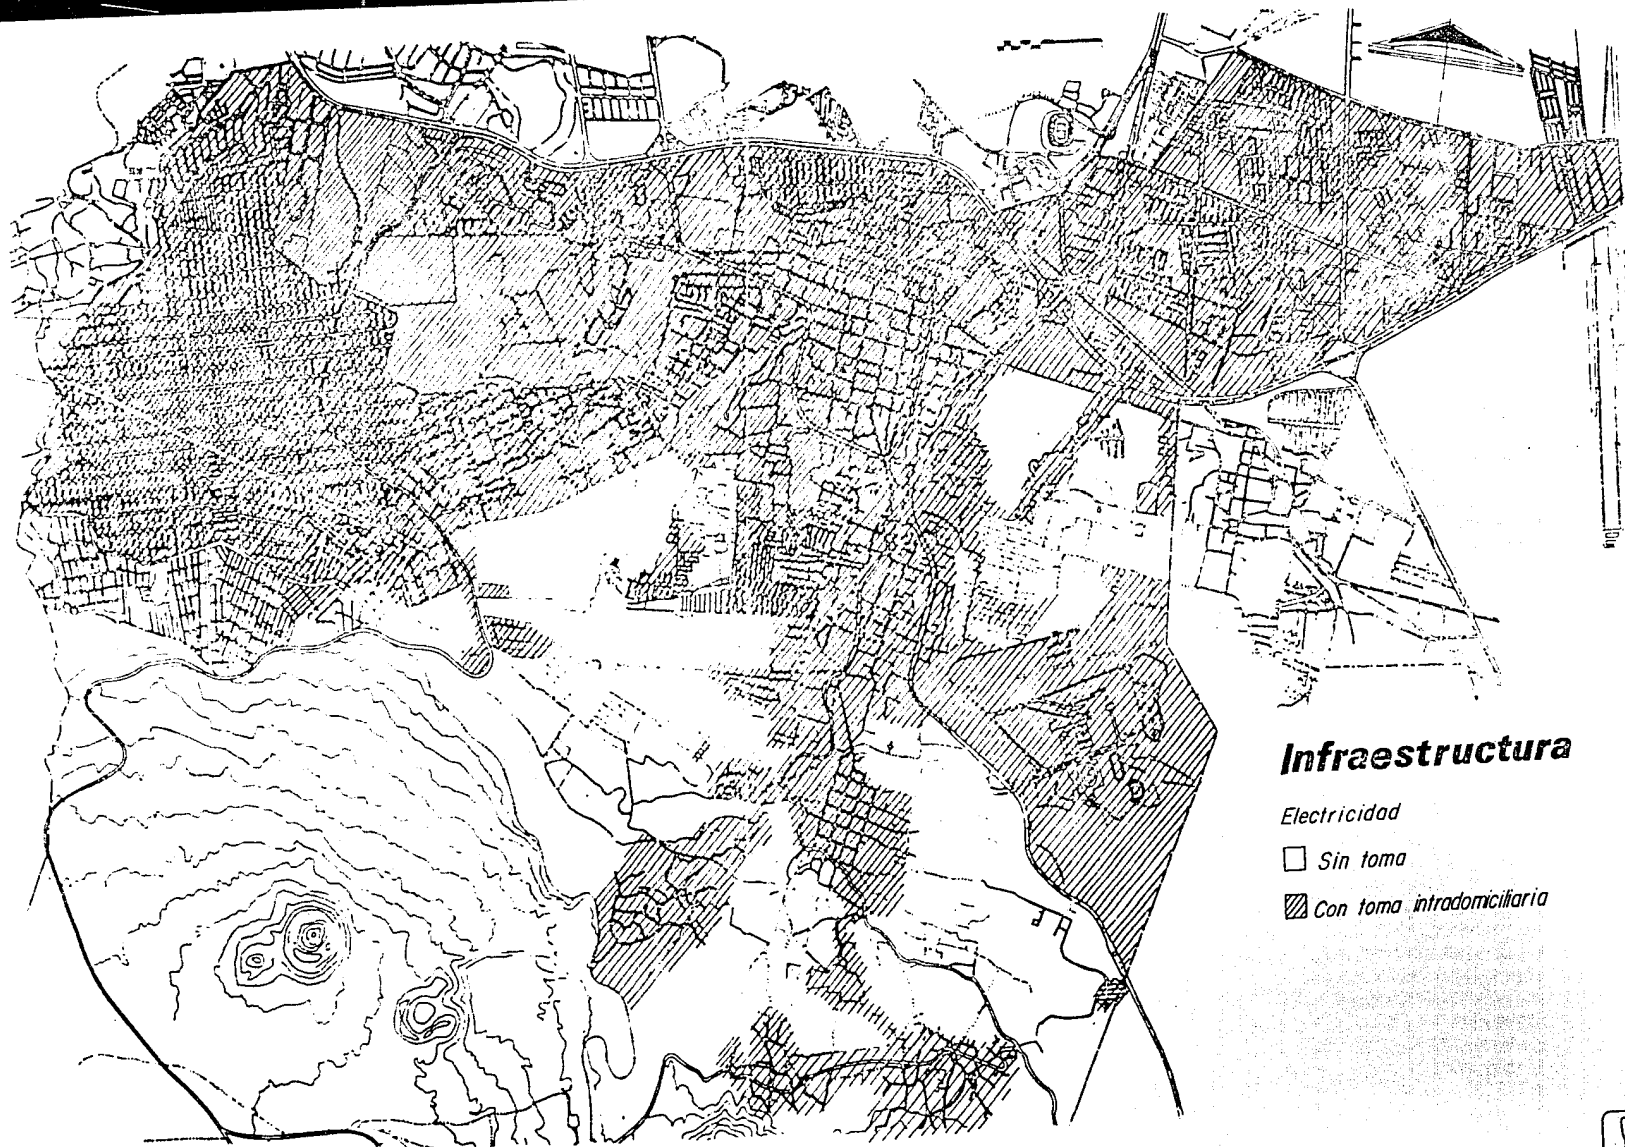 Infraestructura
Electricidad
Sin toma
Con toma intradomiciliaria